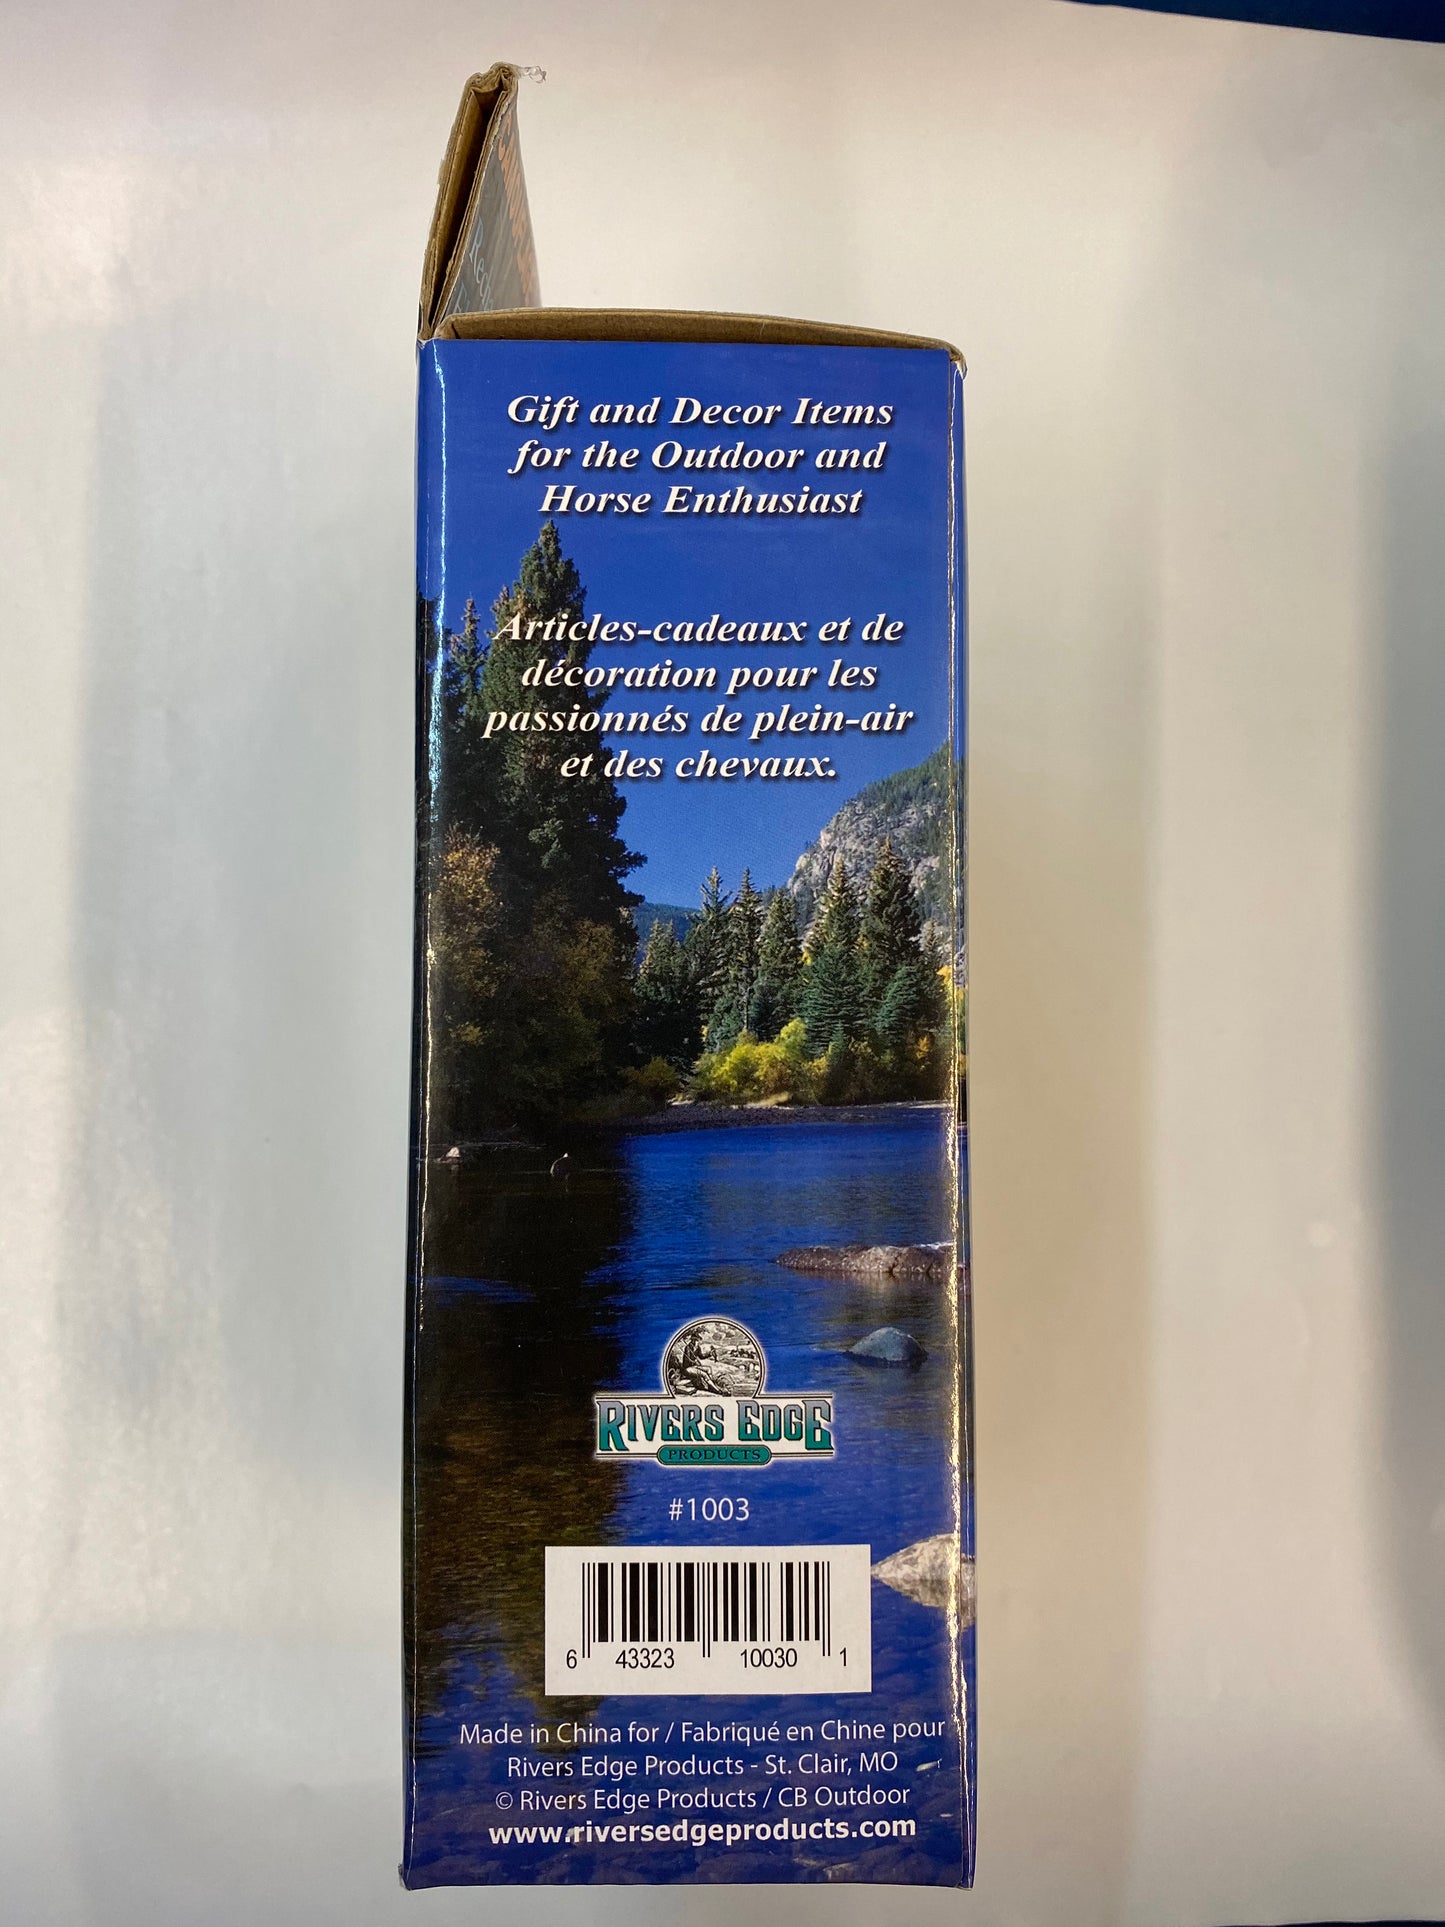 Gift and Decor Items
for the Outdoor and
Horse Enthusiast
Articles-cadeaux et de
décoration pour les
passionnés de plein-air
et des chevaux.
RIVERS EDGE
PRODUCTS
#1003
6 43323 10030 1
Made in China for / Fabriqué en Chine pour
Rivers Edge Products - St. Clair, MO
© Rivers Edge Products / CB Outdoor
www.riversedgeproducts.com